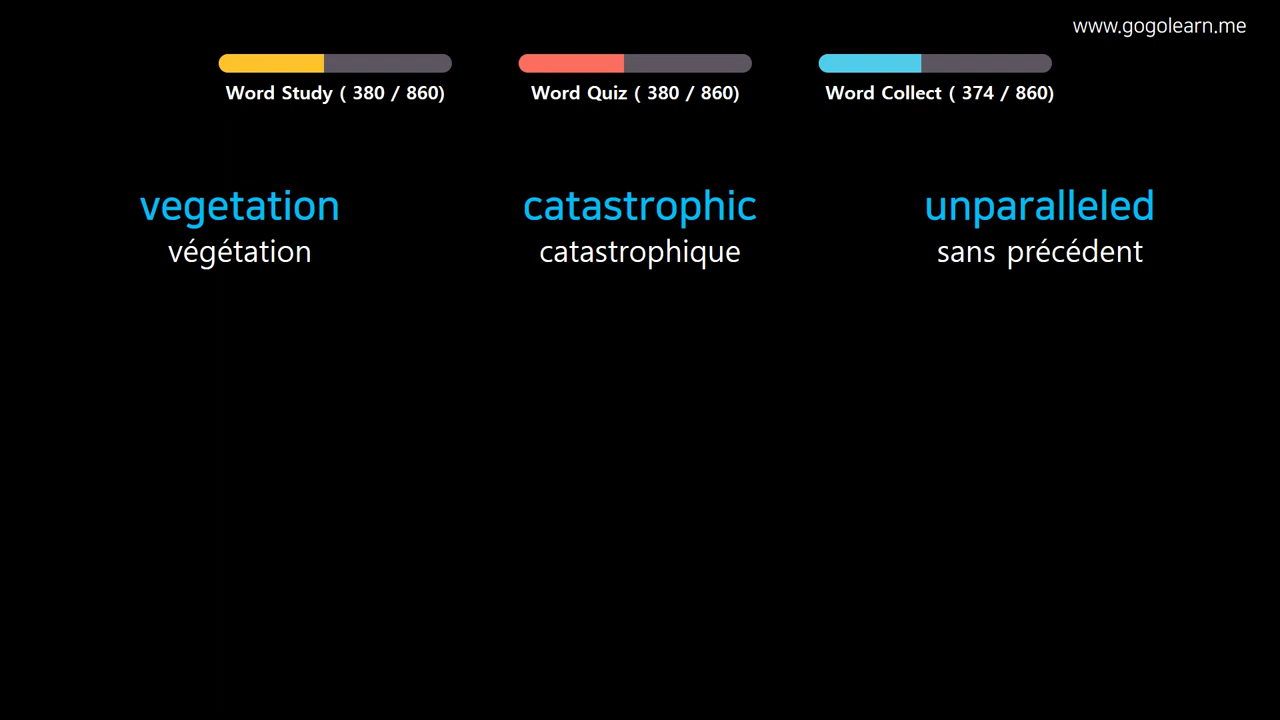 www.gogolearn.me
Word Study ( 380 / 860)
Word Quiz ( 380 / 860)
Word Collect ( 374 / 860)
vegetation
végétation
catastrophic
catastrophique
unparalleled
sans précédent